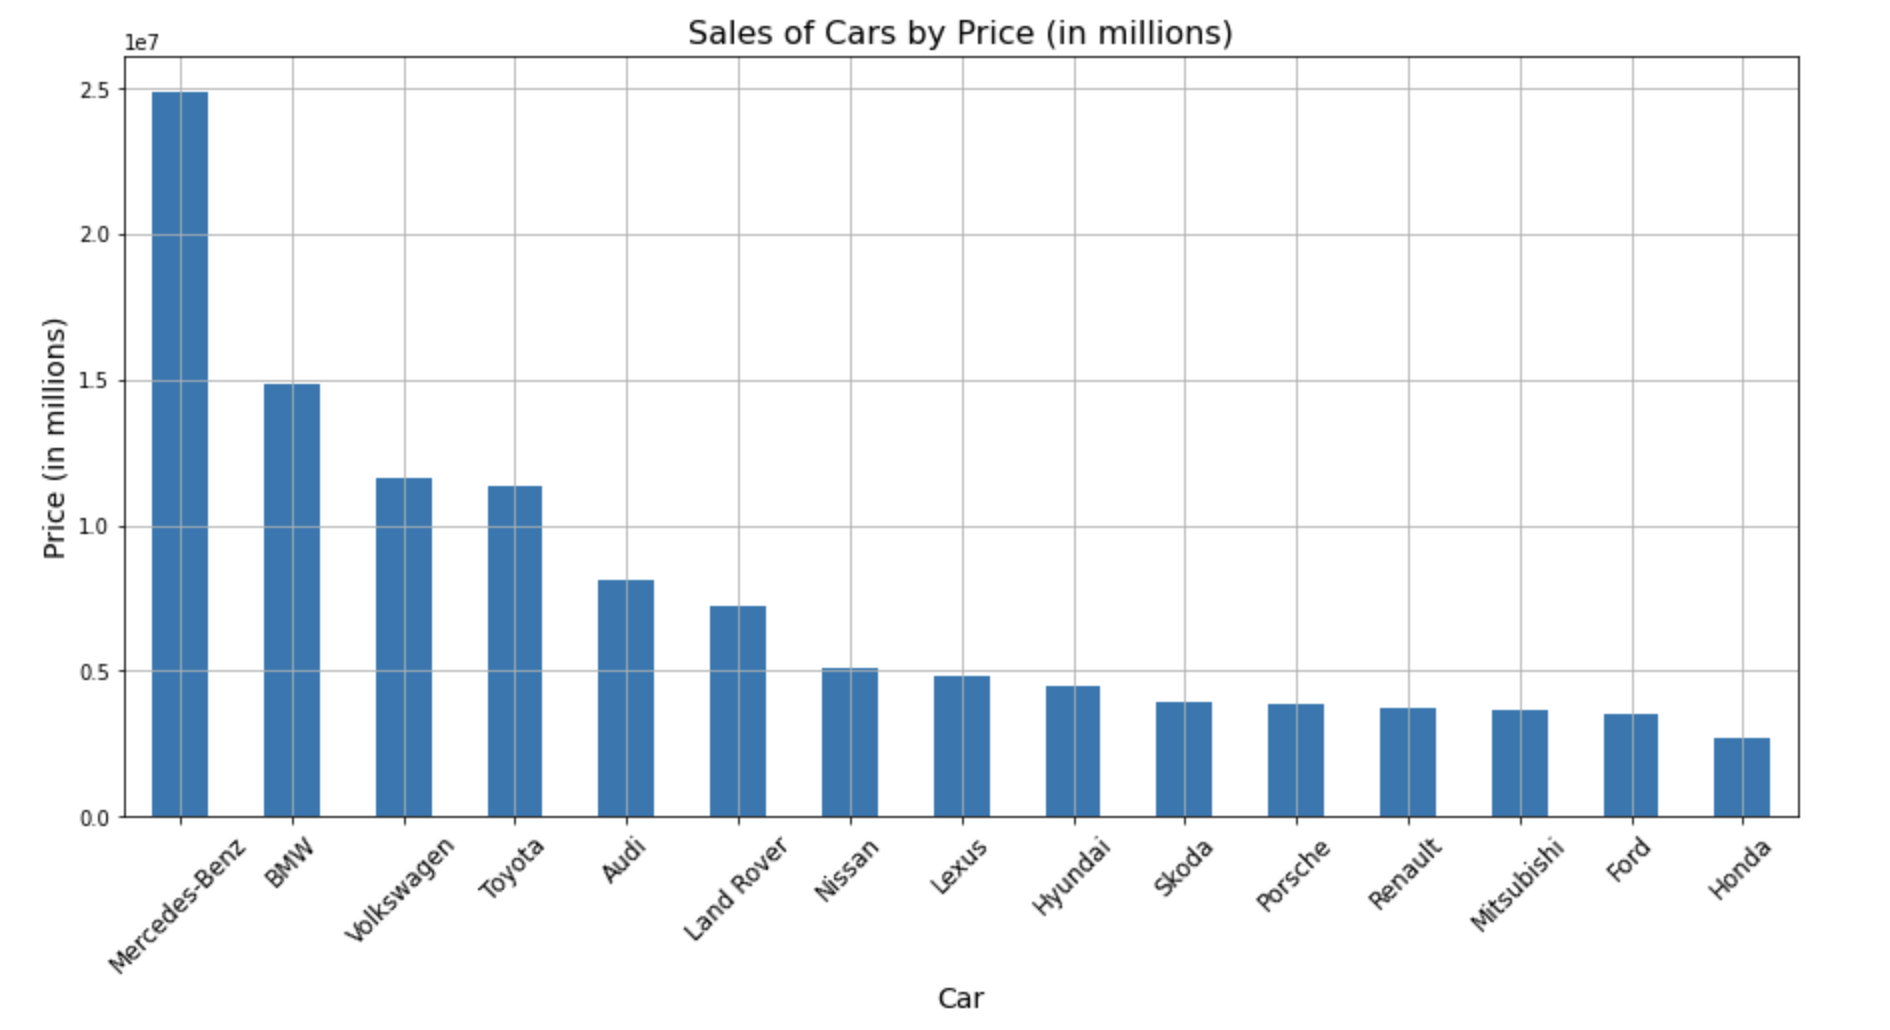 Sales of Cars by Price (in millions)
1e7
2.5
2.0
1.5
1.0
0.5
0.0
Price (in millions)
Mercedes-Benz
BMW
Volkswagen
Toyota
Audi
Land Rover
Nissan
Lexus
Hyundai
Skoda
Porsche
Renault
Mitsubishi
Ford
Honda
Car